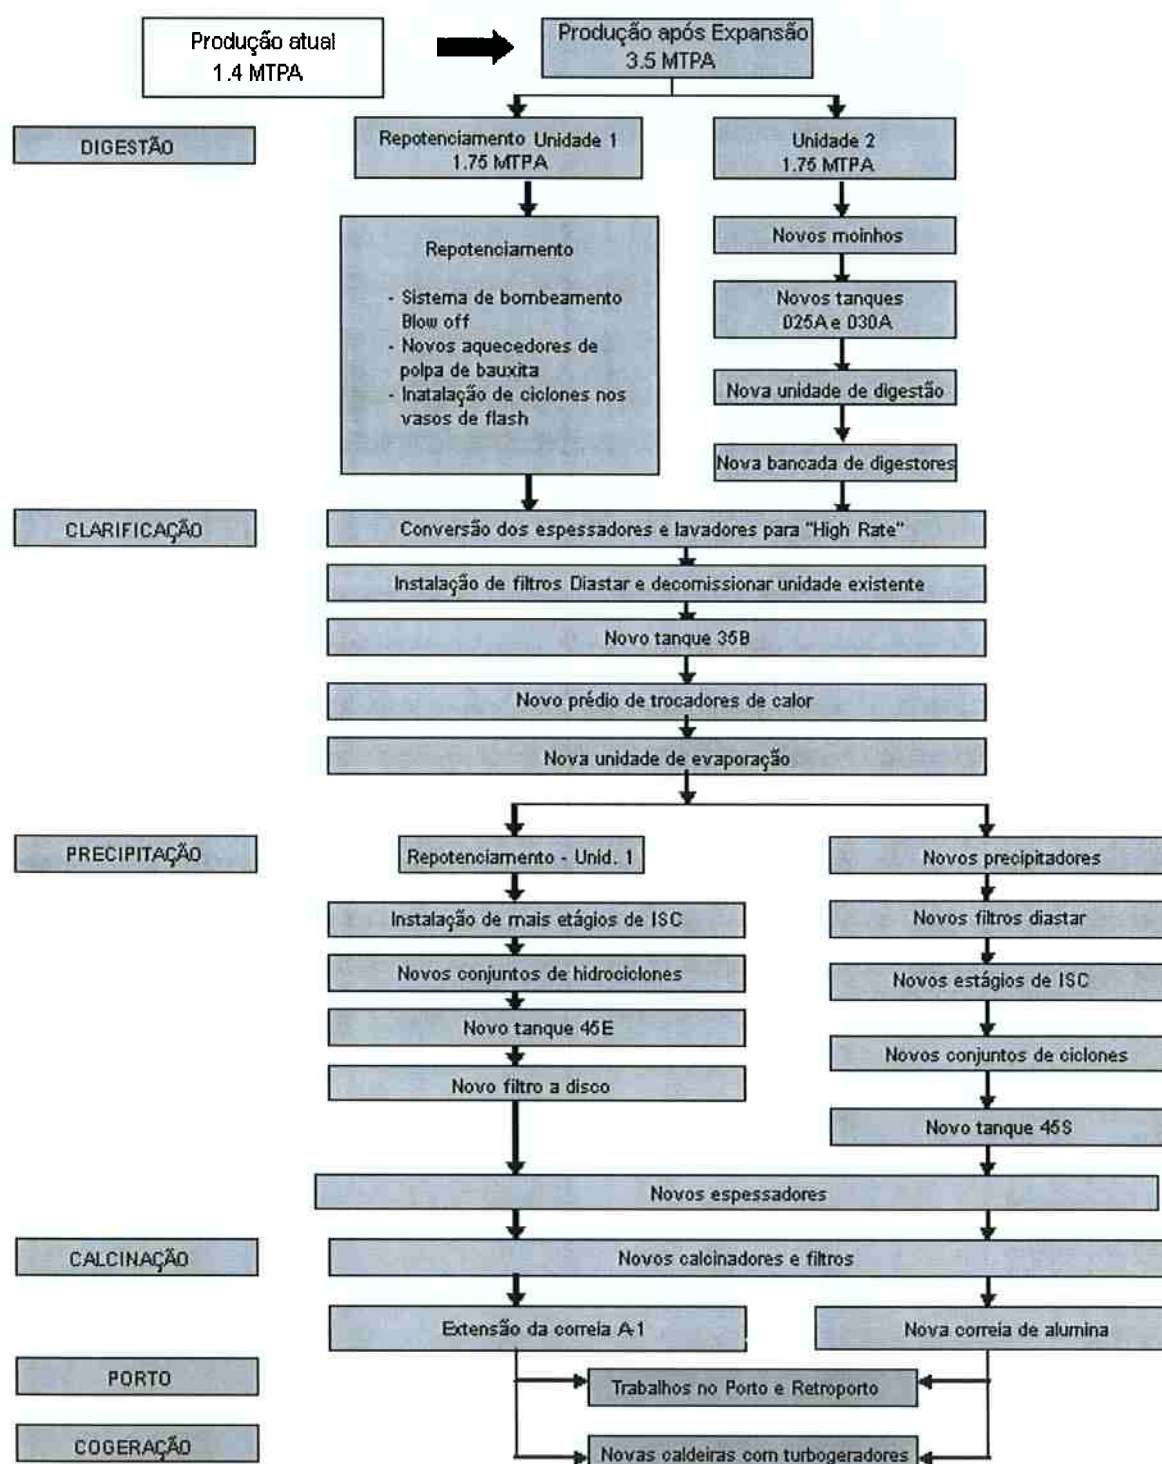 Produção atual
1.4 MTPA
Produção após Expansão
3.5 MTPA
DIGESTÃO
Repotenciamento Unidade 1
1.75 MTPA
Unidade 2
1.75 MTPA
Repotenciamento
- Sistema de bombeamento
Blow off
- Novos aquecedores de
polpa de bauxita
- Inatalação de ciclones nos
vasos de flash
Novos moinhos
Novos tanques
025A e 030A
Nova unidade de digestão
Nova bancada de digestores
CLARIFICAÇÃO
Conversão dos espessadores e lavadores para "High Rate"
Instalação de filtros Diastar e decomissionar unidade existente
Novo tanque 35B
Novo prédio de trocadores de calor
Nova unidade de evaporação
PRECIPITAÇÃO
Repotenciamento - Unid. 1
Novos precipitadores
Instalação de mais etágios de ISC
Novos filtros diastar
Novos conjuntos de hidrociclones
Novos estágios de ISC
Novo tanque 45E
Novos conjuntos de ciclones
Novo filtro a disco
Novo tanque 45S
Novos espessadores
CALCINAÇÃO
Novos calcinadores e filtros
Extensão da correia A-1
Nova correia de alumina
PORTO
Trabalhos no Porto e Retroporto
COGERAÇÃO
Novas caldeiras com turbogeradores